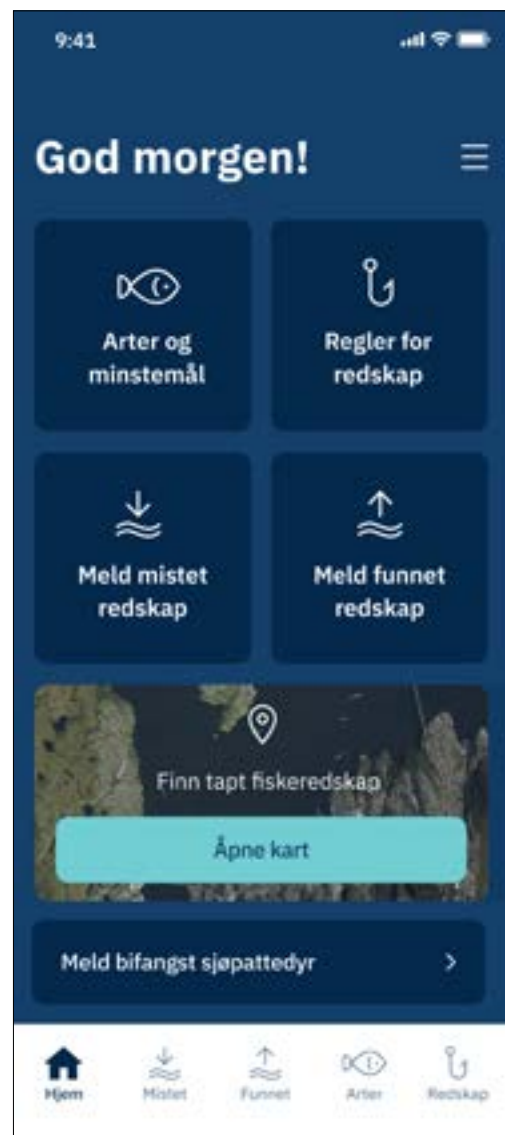 9:41
God morgen!
Arter og
minstemål
Regler for
redskap
Meld mistet
redskap
Meld funnet
redskap
Finn tapt fiskeredskap
Åpne kart
Meld bifangst sjøpattedyr
Hjem
Mistet
Funnet
Arter
Redskap